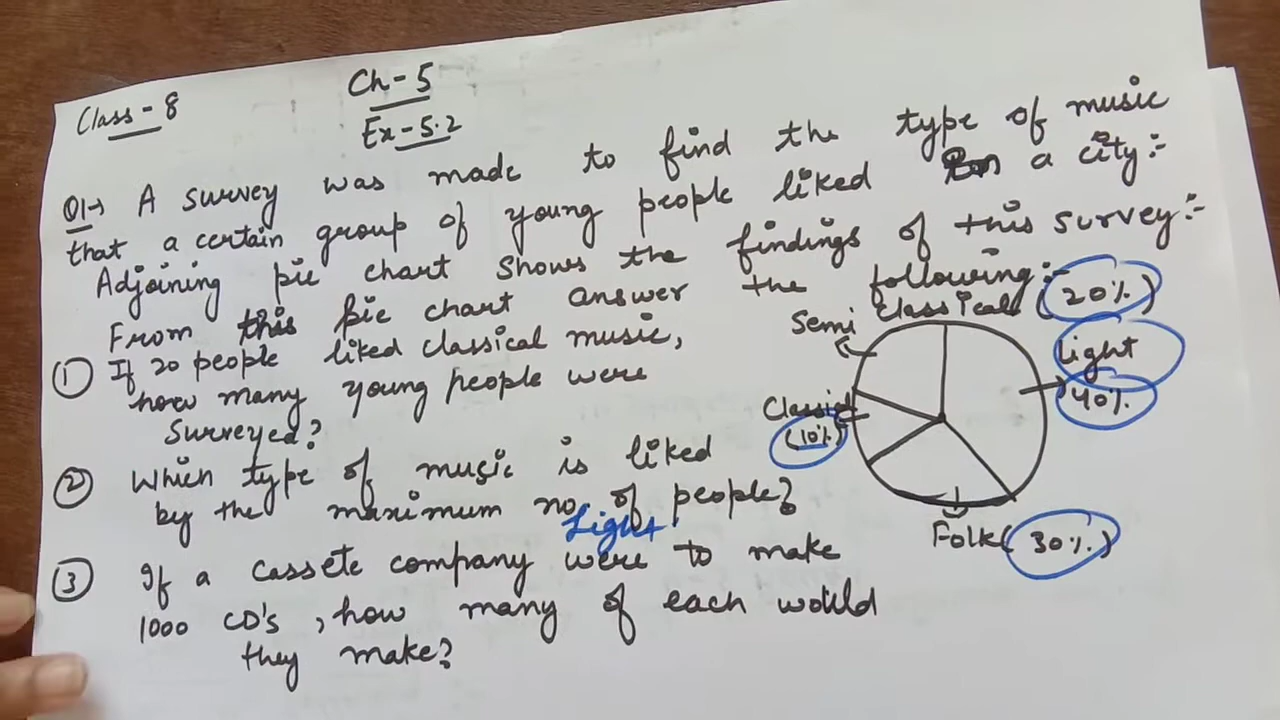 Class - 8
Ch - 5
Ex - 5.2
Q1→ A survey was made to find the type of music
that a certain group of young people liked in a city:-
Adjoining pie chart shows the findings of this survey:-
From this pie chart answer the following:-
① If 20 people liked classical music,
how many young people were
surveyed?
② Which type of music is liked
by the maximum no of people?
Light
③ If a cassete company were to make
1000 CD's , how many of each would
they make?
Semi classical (20%)
Light
40%
Classical
(10%)
Folk (30%)